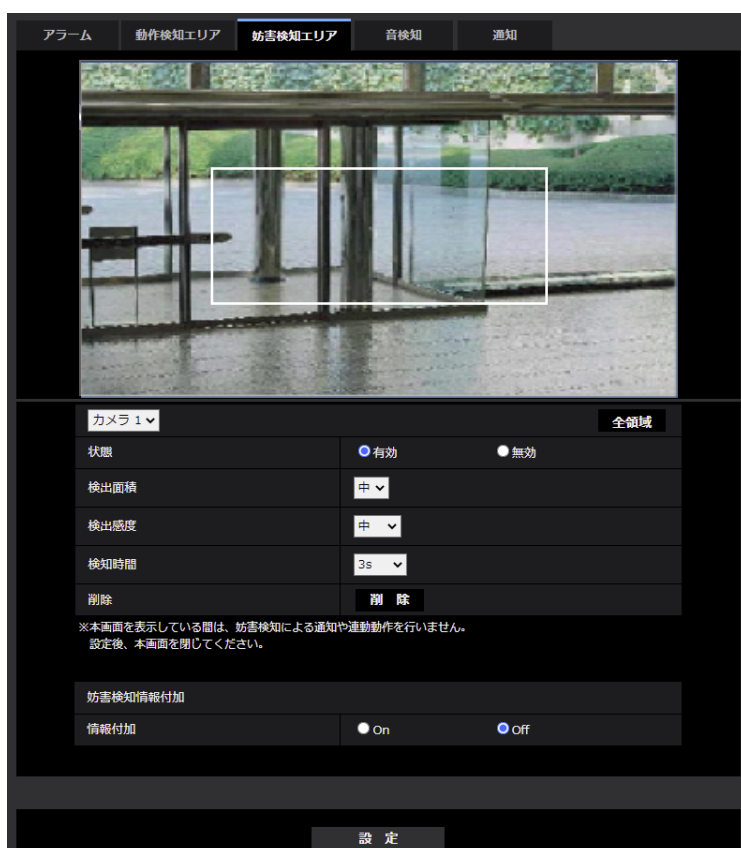 アラーム 動作検知エリア 妨害検知エリア 音検知 通知
カメラ 1 全領域
状態 有効 無効
検出面積 中
検出感度 中
検知時間 3s
削除 削 除
※本画面を表示している間は、妨害検知による通知や連動動作を行いません。
設定後、本画面を閉じてください。
妨害検知情報付加
情報付加 On Off
設 定